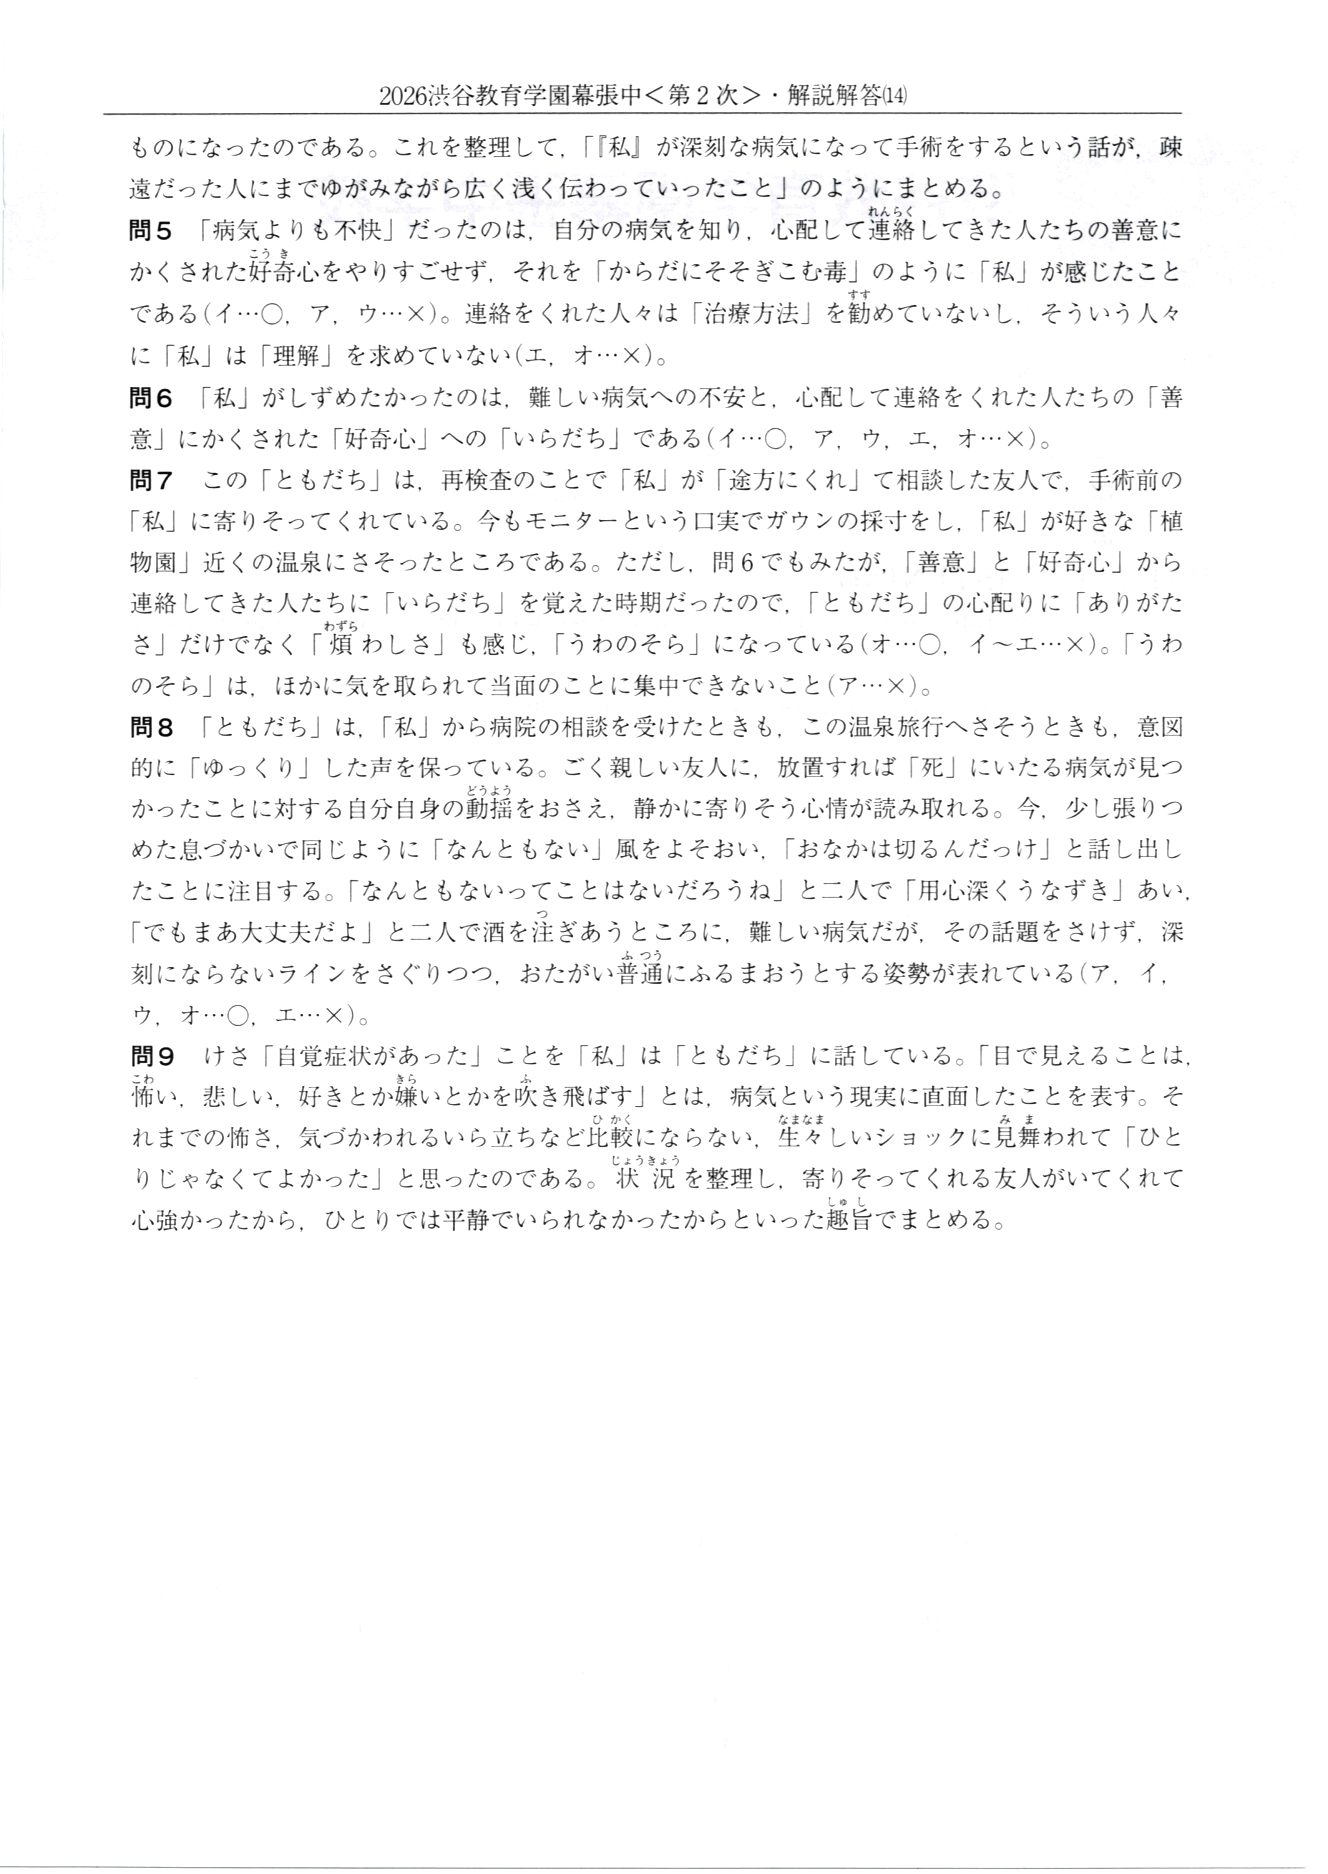 2026渋谷教育学園幕張中＜第２次＞・解説解答⒁
ものになったのである。これを整理して，「『私』が深刻な病気になって手術をするという話が，疎
遠だった人にまでゆがみながら広く浅く伝わっていったこと」のようにまとめる。
れんらく
問５　「病気よりも不快」だったのは，自分の病気を知り，心配して連絡してきた人たちの善意に
こうき
かくされた好奇心をやりすごせず，それを「からだにそそぎこむ毒」のように「私」が感じたこと
すす
である（イ…○，ア，ウ…×）。連絡をくれた人々は「治療方法」を勧めていないし，そういう人々
に「私」は「理解」を求めていない（エ，オ…×）。
問６　「私」がしずめたかったのは，難しい病気への不安と，心配して連絡をくれた人たちの「善
意」にかくされた「好奇心」への「いらだち」である（イ…○，ア，ウ，エ，オ…×）。
問７　この「ともだち」は，再検査のことで「私」が「途方にくれ」て相談した友人で，手術前の
「私」に寄りそってくれている。今もモニターという口実でガウンの採寸をし，「私」が好きな「植
物園」近くの温泉にさそったところである。ただし，問６でもみたが，「善意」と「好奇心」から
連絡してきた人たちに「いらだち」を覚えた時期だったので，「ともだち」の心配りに「ありがた
わずら
さ」だけでなく「煩わしさ」も感じ，「うわのそら」になっている（オ…○，イ～エ…×）。「うわ
のそら」は，ほかに気を取られて当面のことに集中できないこと（ア…×）。
問８　「ともだち」は，「私」から病院の相談を受けたときも，この温泉旅行へさそうときも，意図
的に「ゆっくり」した声を保っている。ごく親しい友人に，放置すれば「死」にいたる病気が見つ
どうよう
かったことに対する自分自身の動揺をおさえ，静かに寄りそう心情が読み取れる。今，少し張りつ
めた息づかいで同じように「なんともない」風をよそおい，「おなかは切るんだっけ」と話し出し
たことに注目する。「なんともないってことはないだろうね」と二人で「用心深くうなずき」あい，
つ
「でもまあ大丈夫だよ」と二人で酒を注ぎあうところに，難しい病気だが，その話題をさけず，深
ふつう
刻にならないラインをさぐりつつ，おたがい普通にふるまおうとする姿勢が表れている（ア，イ，
ウ，オ…○，エ…×）。
問９　けさ「自覚症状があった」ことを「私」は「ともだち」に話している。「目で見えることは，
こわ　きら　ふ
怖い，悲しい，好きとか嫌いとかを吹き飛ばす」とは，病気という現実に直面したことを表す。そ
ひかく　なまなま　みま
れまでの怖さ，気づかわれるいら立ちなど比較にならない，生々しいショックに見舞われて「ひと
じょうきょう
りじゃなくてよかった」と思ったのである。状況を整理し，寄りそってくれる友人がいてくれて
しゅし
心強かったから，ひとりでは平静でいられなかったからといった趣旨でまとめる。